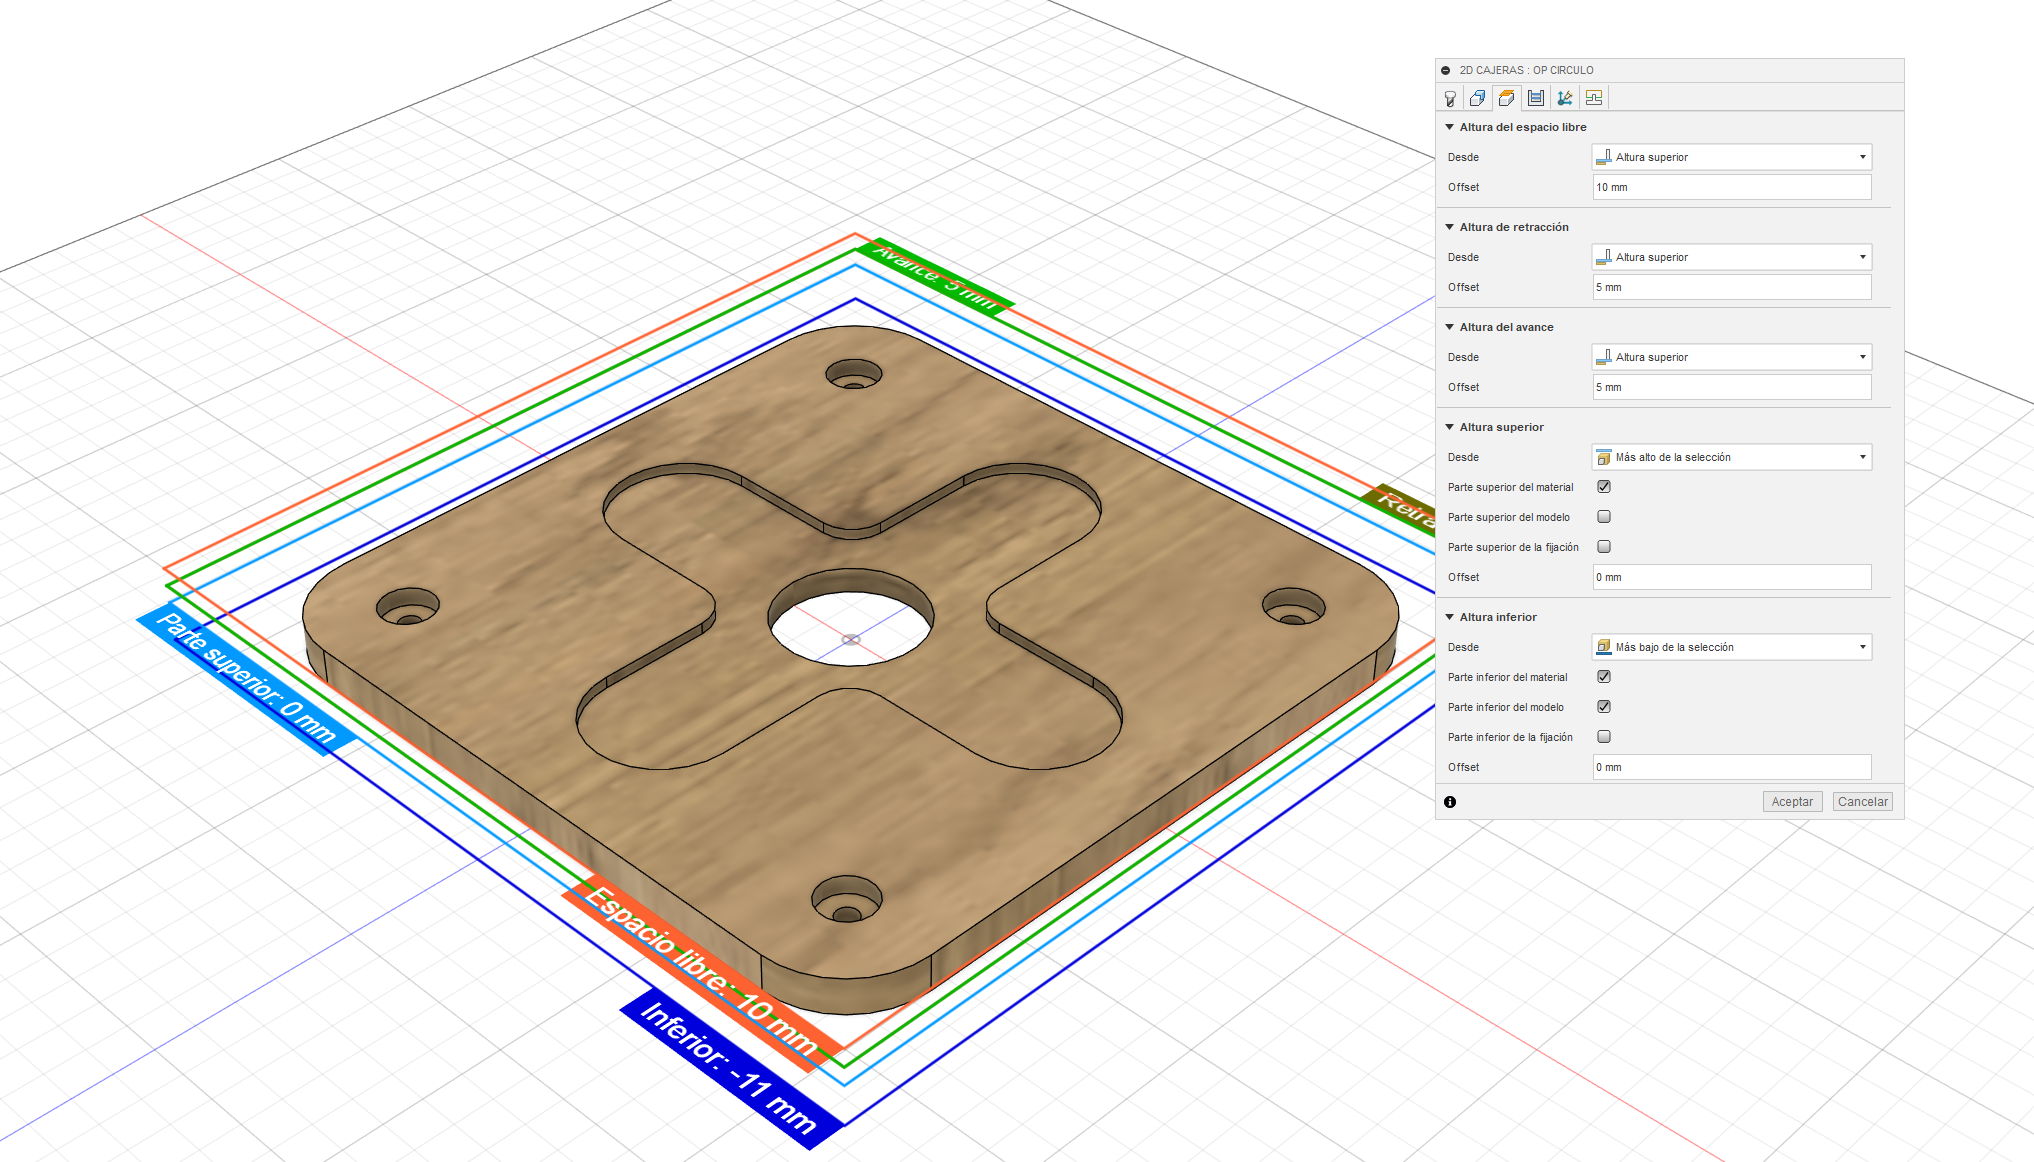 2D CAJERAS : OP CIRCULO
Altura del espacio libre
Desde Altura superior
Offset 10 mm
Altura de retracción
Desde Altura superior
Offset 5 mm
Altura del avance
Desde Altura superior
Offset 5 mm
Altura superior
Desde Más alto de la selección
Parte superior del material
Parte superior del modelo
Parte superior de la fijación
Offset 0 mm
Altura inferior
Desde Más bajo de la selección
Parte inferior del material
Parte inferior del modelo
Parte inferior de la fijación
Offset 0 mm
Aceptar Cancelar
Avance: 5 mm
Parte superior: 0 mm
Espacio libre: 10 mm
Inferior: -11 mm